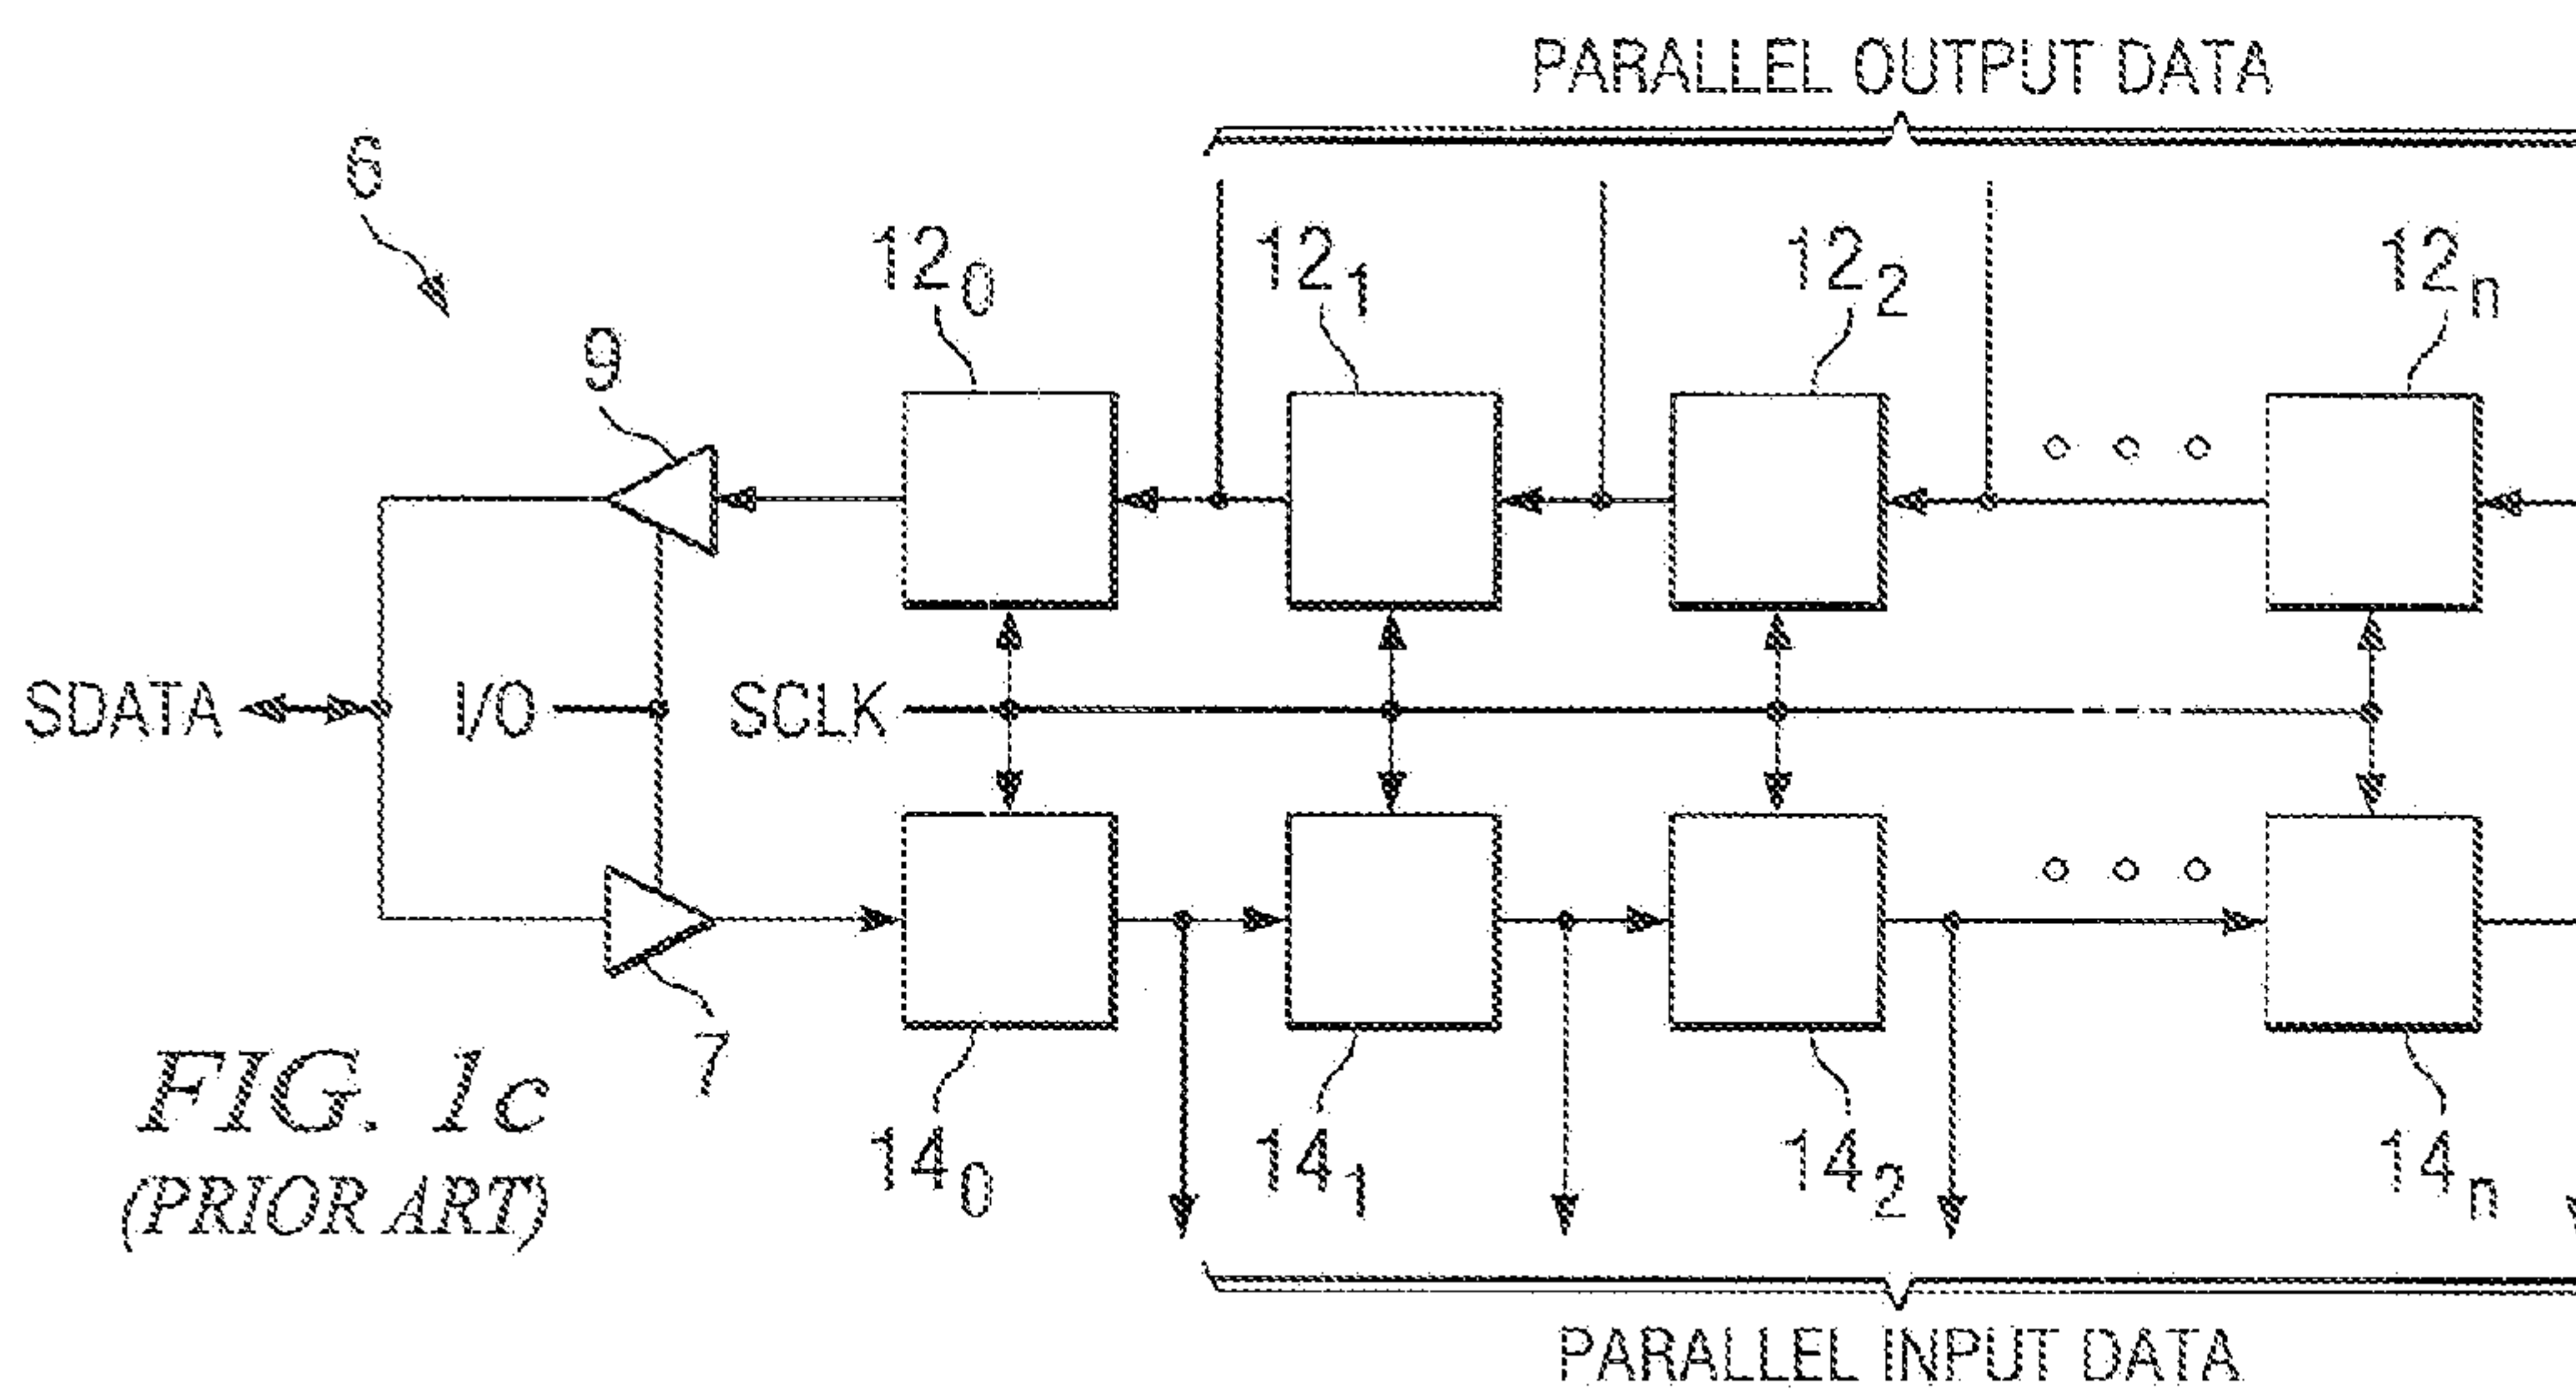 PARALLEL OUTPUT DATA
6
12₀
12₁
12₂
12ₙ
9
SDATA
I/O
SCLK
7
14₀
14₁
14₂
14ₙ
FIG. 1c
(PRIOR ART)
PARALLEL INPUT DATA